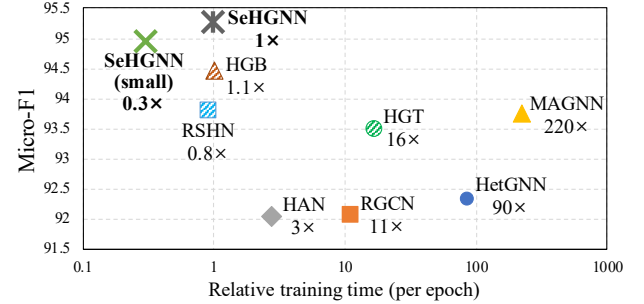 95.5
95
94.5
94
93.5
93
92.5
92
91.5
Micro-F1
SeHGNN
1×
SeHGNN
(small)
0.3×
HGB
1.1×
RSHN
0.8×
HGT
16×
MAGNN
220×
HAN
3×
RGCN
11×
HetGNN
90×
0.1
1
10
100
1000
Relative training time (per epoch)